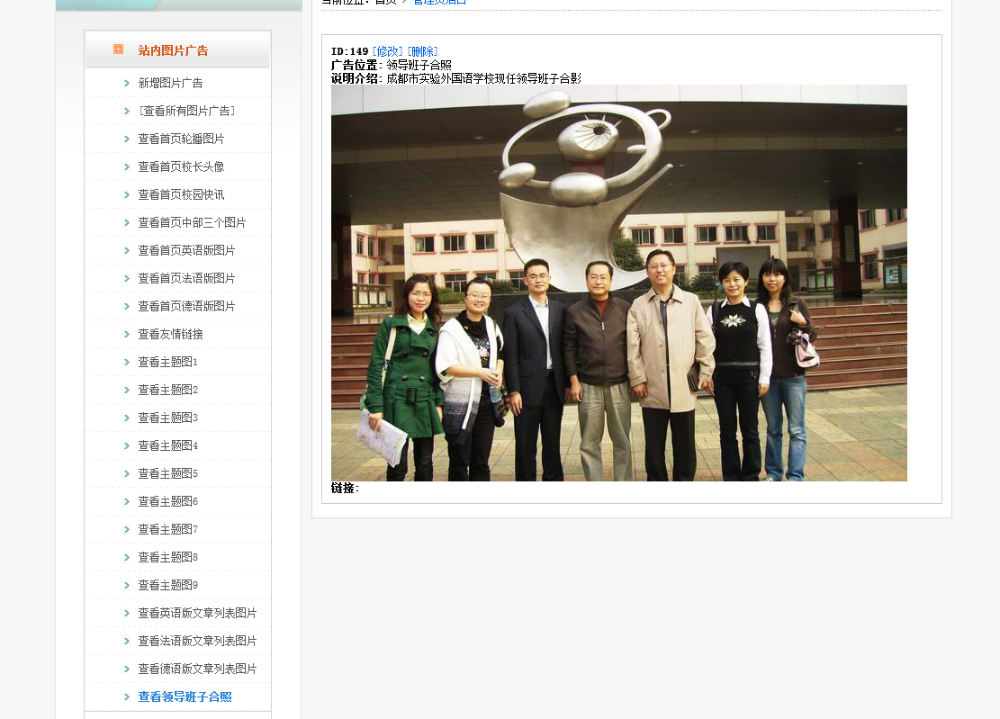 当前位置: 首页 > 管理员后台
站内图片广告
新增图片广告
[查看所有图片广告]
查看首页轮播图片
查看首页校长头像
查看首页校园快讯
查看首页中部三个图片
查看首页英语版图片
查看首页法语版图片
查看首页德语版图片
查看友情链接
查看主题图1
查看主题图2
查看主题图3
查看主题图4
查看主题图5
查看主题图6
查看主题图7
查看主题图8
查看主题图9
查看英语版文章列表图片
查看法语版文章列表图片
查看德语版文章列表图片
查看领导班子合照
ID:149 [修改] [删除]
广告位置: 领导班子合照
说明介绍: 成都市实验外国语学校现任领导班子合影
链接: